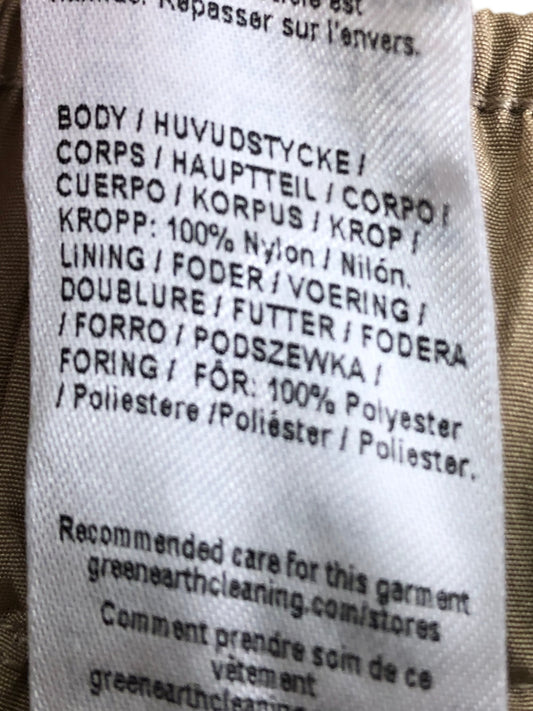 est
Repasser sur l'envers.
BODY / HUVUDSTYCKE /
CORPS / HAUPTTEIL / CORPO /
CUERPO / KORPUS / KROP /
KROPP: 100% Nylon / Nilón.
LINING / FODER / VOERING /
DOUBLURE / FUTTER / FODERA
/ FORRO / PODSZEWKA /
FORING / FÔR: 100% Polyester
/ Poliestere /Poliéster / Poliester.
Recommended care for this garment
greenearthcleaning.com/stores
Comment prendre soin de ce
vêtement
greenearthcleaning